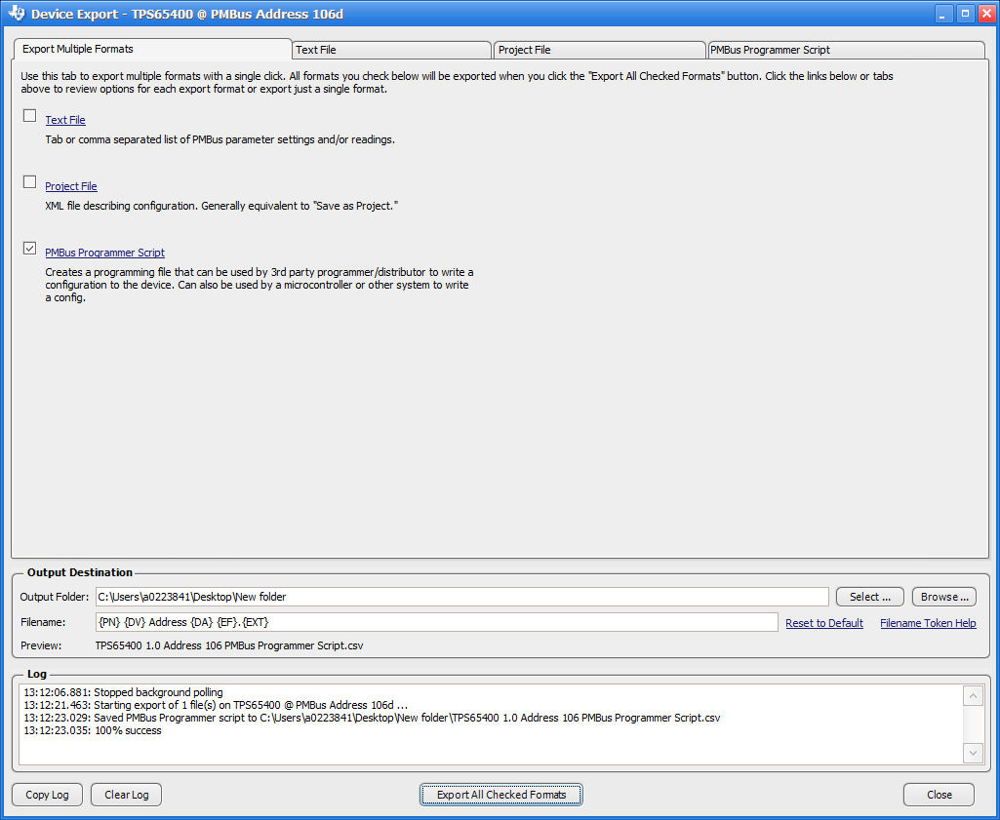 Device Export - TPS65400 @ PMBus Address 106d
Export Multiple Formats
Text File
Project File
PMBus Programmer Script
Use this tab to export multiple formats with a single click. All formats you check below will be exported when you click the "Export All Checked Formats" button. Click the links below or tabs
above to review options for each export format or export just a single format.
Text File
Tab or comma separated list of PMBus parameter settings and/or readings.
Project File
XML file describing configuration. Generally equivalent to "Save as Project."
PMBus Programmer Script
Creates a programming file that can be used by 3rd party programmer/distributor to write a
configuration to the device. Can also be used by a microcontroller or other system to write
a config.
Output Destination
Output Folder: C:\Users\a0223841\Desktop\New folder Select ... Browse ...
Filename: {PN} {DV} Address {DA} {EF}.{EXT} Reset to Default Filename Token Help
Preview: TPS65400 1.0 Address 106 PMBus Programmer Script.csv
Log
13:12:06.881: Stopped background polling
13:12:21.463: Starting export of 1 file(s) on TPS65400 @ PMBus Address 106d ...
13:12:23.029: Saved PMBus Programmer script to C:\Users\a0223841\Desktop\New folder\TPS65400 1.0 Address 106 PMBus Programmer Script.csv
13:12:23.035: 100% success
Copy Log Clear Log Export All Checked Formats Close